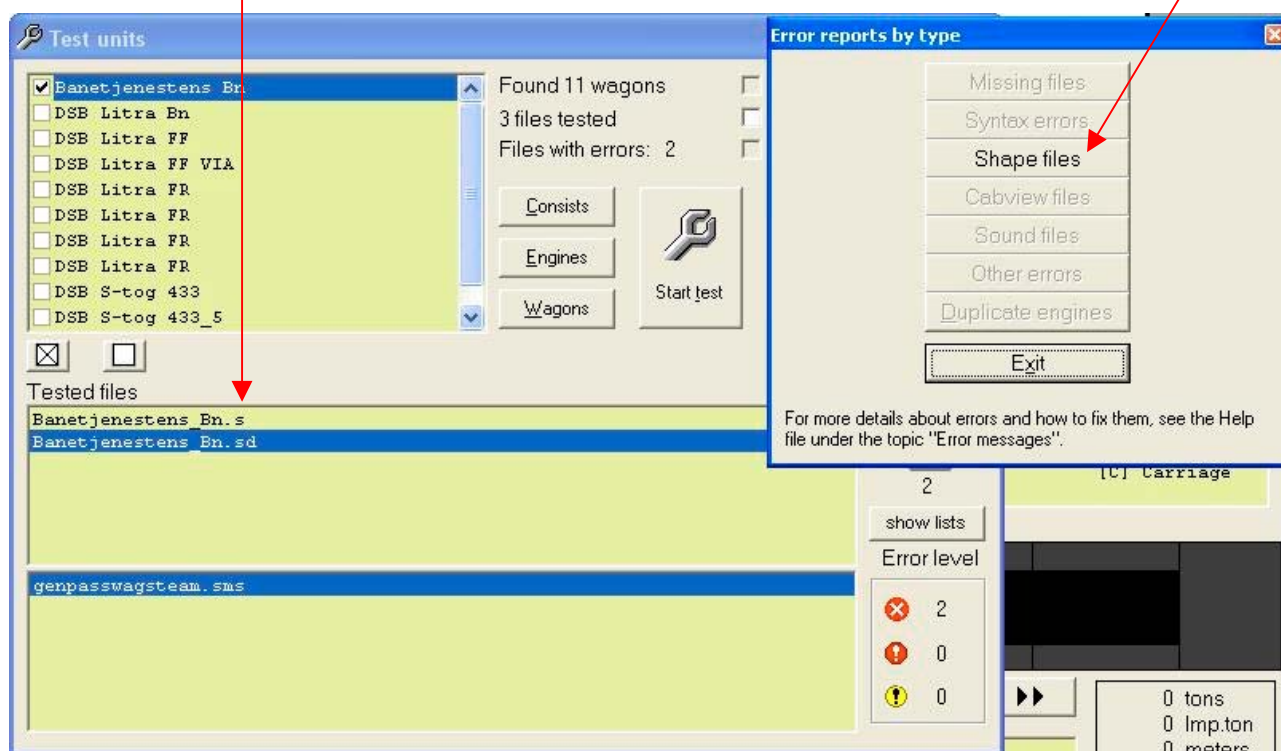 Test units
Banetjenestens Bn
DSB Litra Bn
DSB Litra FF
DSB Litra FF VIA
DSB Litra FR
DSB Litra FR
DSB Litra FR
DSB Litra FR
DSB S-tog 433
DSB S-tog 433_5
Found 11 wagons
3 files tested
Files with errors: 2
Consists
Engines
Wagons
Start test
Tested files
Banetjenestens_Bn.s
Banetjenestens_Bn.sd
genpasswagsteam.sms
2
show lists
Error level
2
0
0
Error reports by type
Missing files
Syntax errors
Shape files
Cabview files
Sound files
Other errors
Duplicate engines
Exit
For more details about errors and how to fix them, see the Help
file under the topic "Error messages".
[C] Carriage
0 tons
0 Imp.ton
0 meters